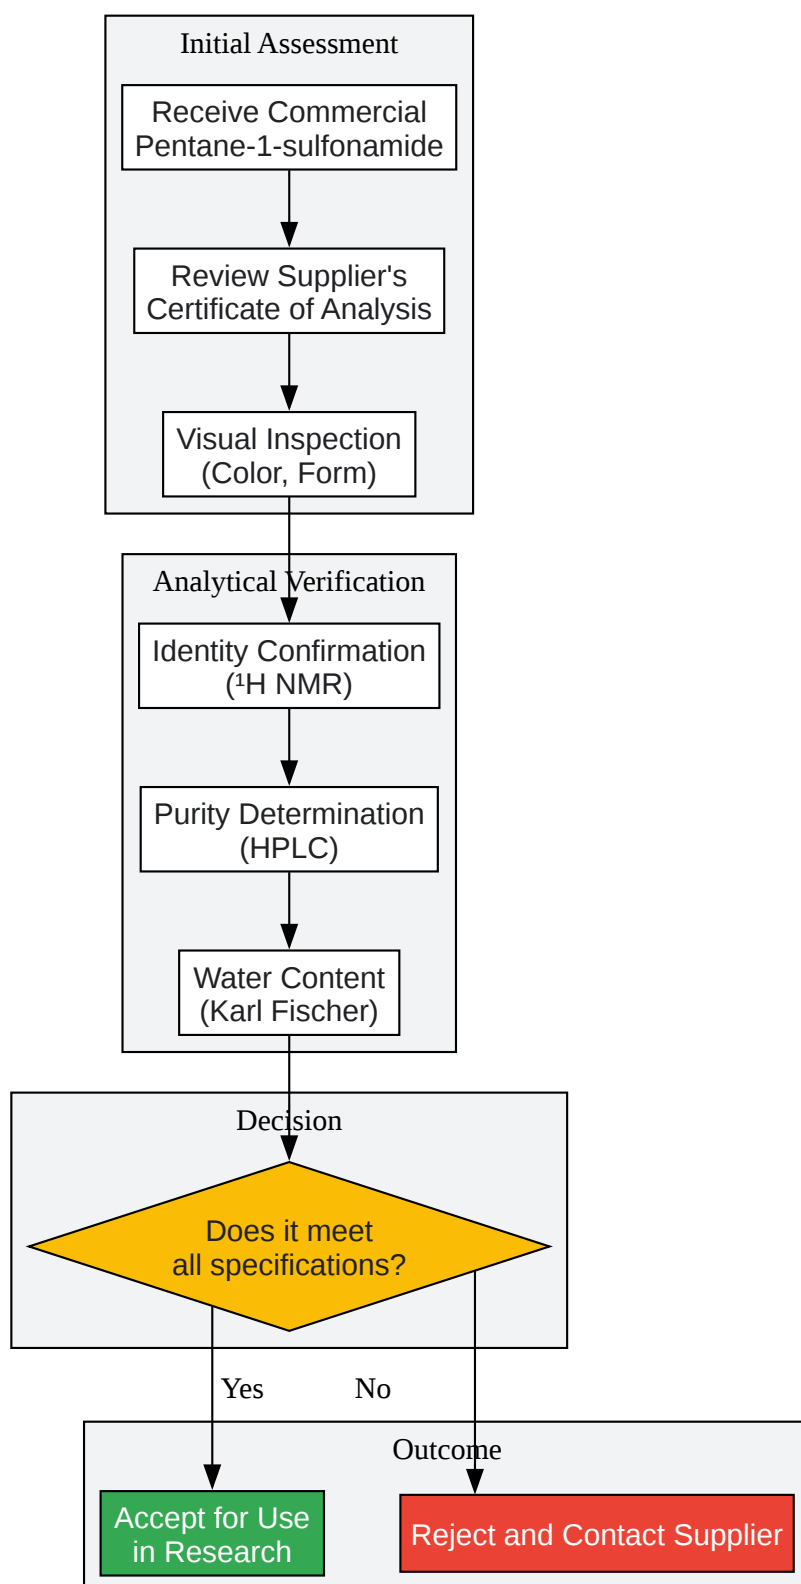 Initial Assessment
Receive Commercial
Pentane-1-sulfonamide
Review Supplier's
Certificate of Analysis
Visual Inspection
(Color, Form)
Analytical Verification
Identity Confirmation
(¹H NMR)
Purity Determination
(HPLC)
Water Content
(Karl Fischer)
Decision
Does it meet
all specifications?
Yes
No
Outcome
Accept for Use
in Research
Reject and Contact Supplier